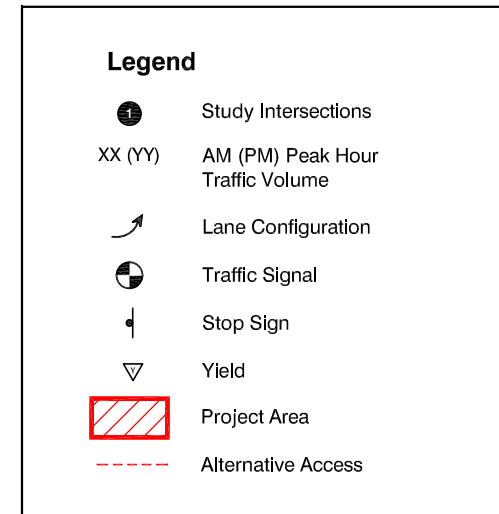 Legend
1 Study Intersections
XX (YY) AM (PM) Peak Hour
Traffic Volume
Lane Configuration
Traffic Signal
Stop Sign
Y Yield
Project Area
Alternative Access